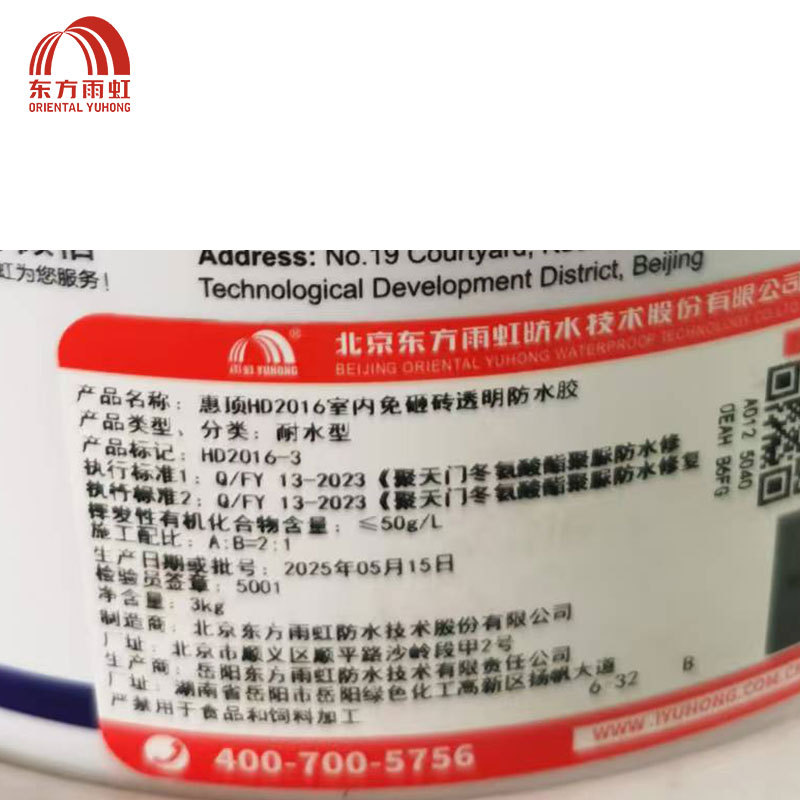 东方雨虹
ORIENTAL YUHONG
虹为您服务！
Address: No.19 Courtyard,
Technological Development District, Beijing
雨虹 YUHONG ®
北京东方雨虹防水技术股份有限公司
BEIJING ORIENTAL YUHONG WATERPROOF TECHNOLOGY CO.,LTD
产品名称：惠顶HD2016室内免砸砖透明防水胶
产品类型、分类：耐水型
产品标记：HD2016-3
执行标准1：Q/FY 13-2023《聚天门冬氨酸酯聚脲防水修
执行标准2：Q/FY 13-2023《聚天门冬氨酸酯聚脲防水修复
挥发性有机化合物含量：≤50g/L
施工配比：A:B=2:1
生产日期或批号：2025年05月15日
检验员签章：5001
净含量：3kg
制造商：北京东方雨虹防水技术股份有限公司
厂址：北京市顺义区顺平路沙岭段甲2号
生产商：岳阳东方雨虹防水技术有限责任公司
厂址：湖南省岳阳市岳阳绿色化工高新区扬帆大道
严禁用于食品和饲料加工
6 32 B
A012 5040
0EAH B6FG
400-700-5756
WWW.IYUHONG.COM.CN